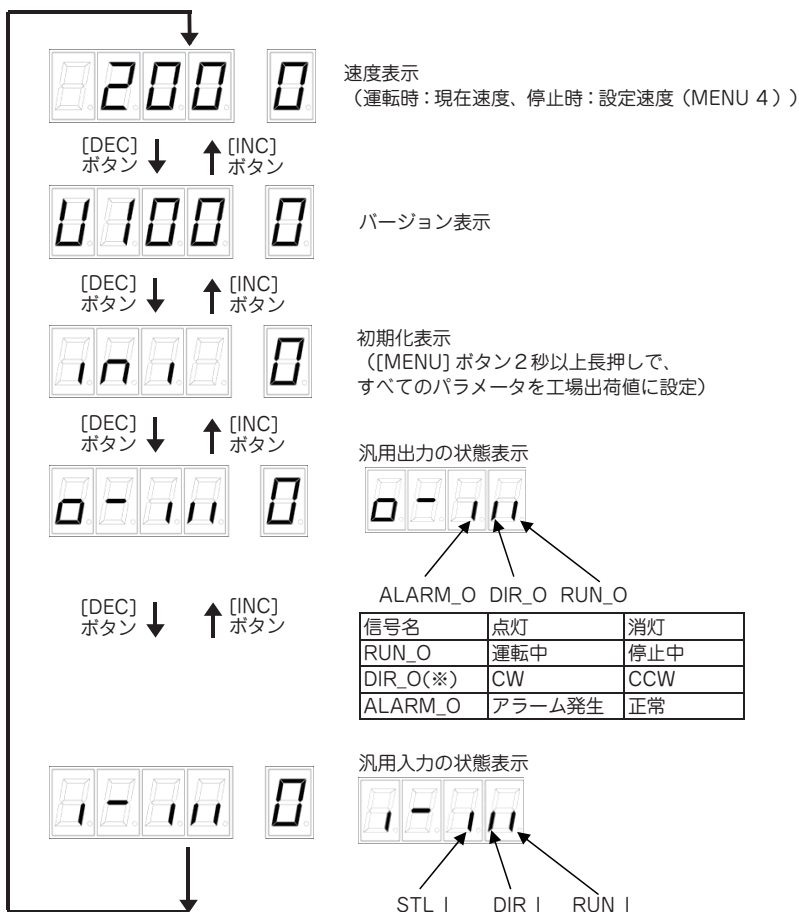 200 0
速度表示
（運転時：現在速度、停止時：設定速度（MENU 4））
[DEC] ボタン
[INC] ボタン
U100 0
バージョン表示
[DEC] ボタン
[INC] ボタン
ini 0
初期化表示
（[MENU] ボタン２秒以上長押しで、
すべてのパラメータを工場出荷値に設定）
[DEC] ボタン
[INC] ボタン
汎用出力の状態表示
o-ııı 0
o-ııı
ALARM_O DIR_O RUN_O
[DEC] ボタン
[INC] ボタン
信号名 点灯 消灯
RUN_O 運転中 停止中
DIR_O(※) CW CCW
ALARM_O アラーム発生 正常
汎用入力の状態表示
ı-ııı 0
ı-ııı
STL_I DIR_I RUN_I